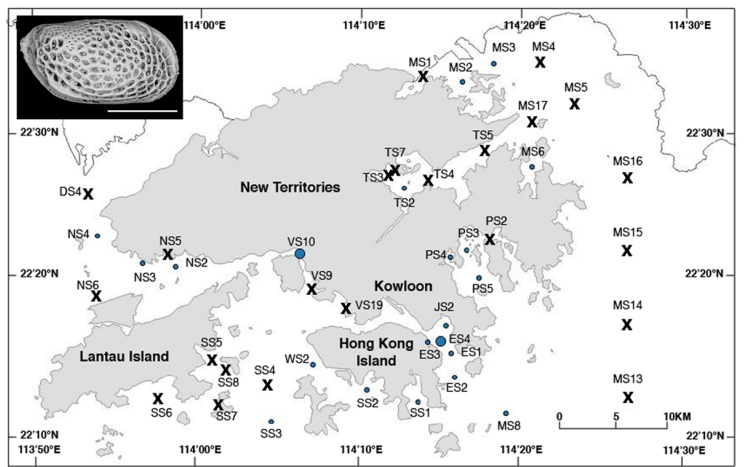 114°00'E 114°10'E 114°20'E 114°30'E
MS3 MS4
MS1 MS2
MS5
MS17
22°30'N 22°30'N
TS5
TS7 MS6
MS16
TS3 TS4
DS4 New Territories
TS2
PS2
NS4 PS3 MS15
NS5 VS10
PS4
NS3 NS2
22°20'N 22°20'N
VS9 PS5
NS6 Kowloon
VS19 JS2 MS14
Hong Kong
Island
ES4
SS5 ES3 ES1
Lantau Island WS2
SS8 SS4 MS13
ES2
SS6 SS7 SS2 SS1
0 5 10KM
SS3 MS8
22°10'N 22°10'N
113°50'E 114°00'E 114°10'E 114°20'E 114°30'E